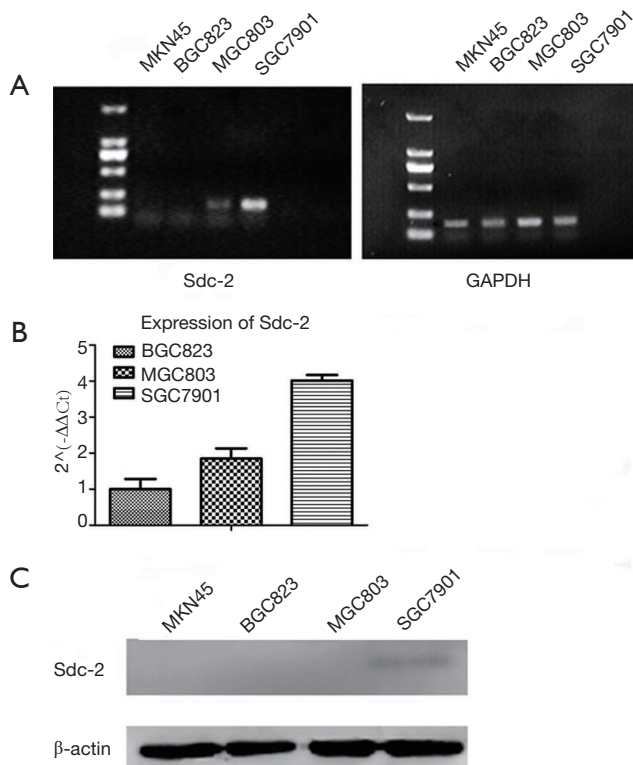 MKN45 BGC823 MGC803 SGC7901
MKN45 BGC823 MGC803 SGC7901
A
Sdc-2
GAPDH
B
Expression of Sdc-2
BGC823
MGC803
SGC7901
2^(-ΔΔCt)
5
4
3
2
1
0
C
MKN45 BGC823 MGC803 SGC7901
Sdc-2
β-actin